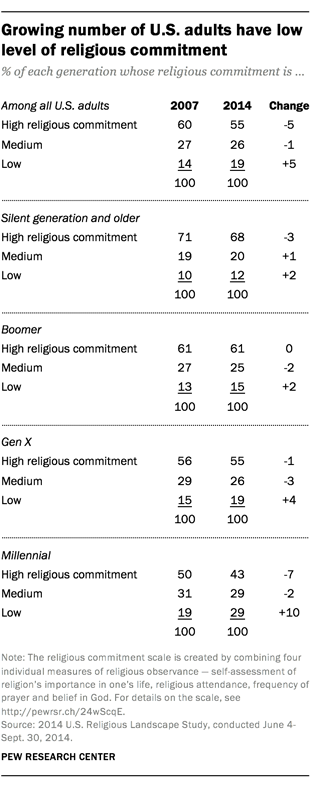 Growing number of U.S. adults have low
level of religious commitment
% of each generation whose religious commitment is ...
Among all U.S. adults 2007 2014 Change
High religious commitment 60 55 -5
Medium 27 26 -1
Low 14 19 +5
100 100
Silent generation and older
High religious commitment 71 68 -3
Medium 19 20 +1
Low 10 12 +2
100 100
Boomer
High religious commitment 61 61 0
Medium 27 25 -2
Low 13 15 +2
100 100
Gen X
High religious commitment 56 55 -1
Medium 29 26 -3
Low 15 19 +4
100 100
Millennial
High religious commitment 50 43 -7
Medium 31 29 -2
Low 19 29 +10
100 100
Note: The religious commitment scale is created by combining four
individual measures of religious observance — self-assessment of
religion's importance in one's life, religious attendance, frequency of
prayer and belief in God. For details on the scale, see
http://pewrsr.ch/24wScqE.
Source: 2014 U.S. Religious Landscape Study, conducted June 4-
Sept. 30, 2014.
PEW RESEARCH CENTER